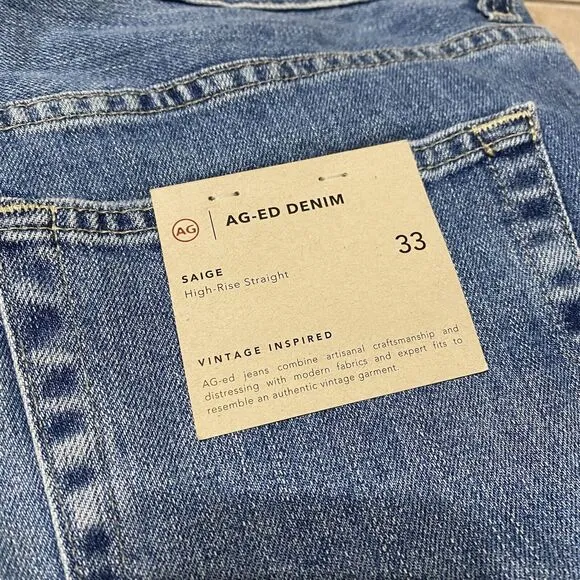 AG | AG-ED DENIM
33
SAIGE
High-Rise Straight
VINTAGE INSPIRED
AG-ed jeans combine artisanal craftsmanship and
distressing with modern fabrics and expert fits to
resemble an authentic vintage garment.